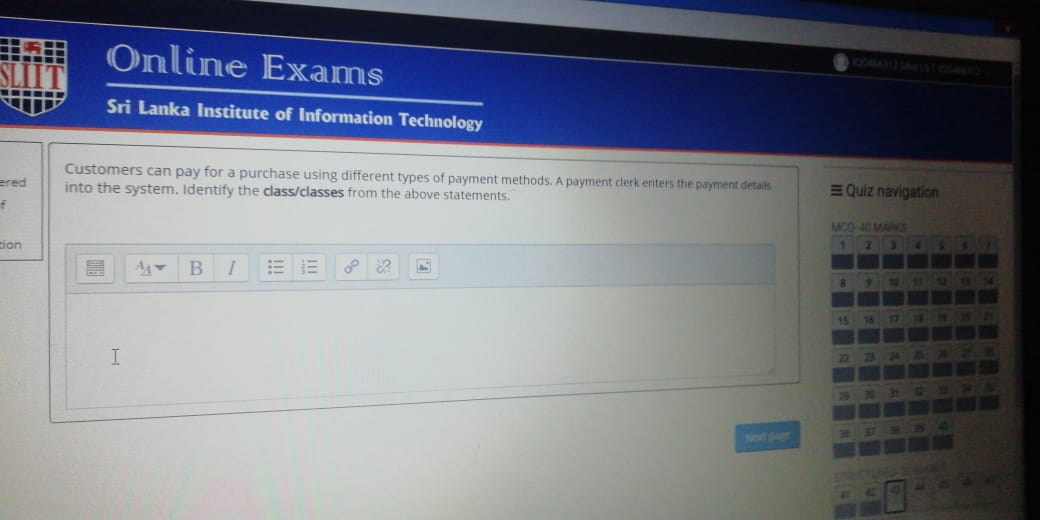 SLIIT
Online Exams
Sri Lanka Institute of Information Technology
ered
f
tion
Customers can pay for a purchase using different types of payment methods. A payment clerk enters the payment details
into the system. Identify the class/classes from the above statements.
B I
Next page
Quiz navigation
MCQ- 40 MARKS
1 2 3 4 5 6 7
8 9 10 11 12 13 14
15 16 17 18 19 20 21
22 23 24 25 26 27 28
29 30 31 32 33 34 35
36 37 38 39 40
41 42 43 44 45 46